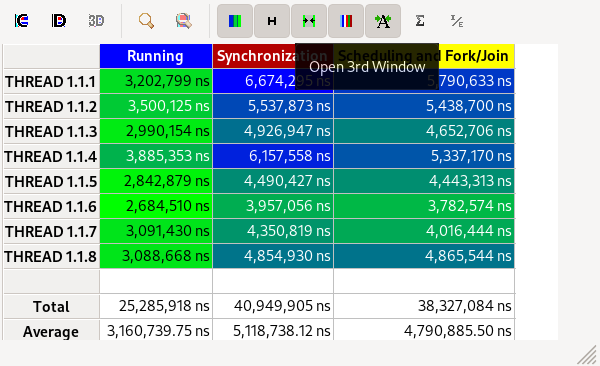 3D H A Σ
Running Synchronization Scheduling and Fork/Join
Open 3rd Window
THREAD 1.1.1 3,202,799 ns 6,674,295 ns 5,790,633 ns
THREAD 1.1.2 3,500,125 ns 5,537,873 ns 5,438,700 ns
THREAD 1.1.3 2,990,154 ns 4,926,947 ns 4,652,706 ns
THREAD 1.1.4 3,885,353 ns 6,157,558 ns 5,337,170 ns
THREAD 1.1.5 2,842,879 ns 4,490,427 ns 4,443,313 ns
THREAD 1.1.6 2,684,510 ns 3,957,056 ns 3,782,574 ns
THREAD 1.1.7 3,091,430 ns 4,350,819 ns 4,016,444 ns
THREAD 1.1.8 3,088,668 ns 4,854,930 ns 4,865,544 ns
Total 25,285,918 ns 40,949,905 ns 38,327,084 ns
Average 3,160,739.75 ns 5,118,738.12 ns 4,790,885.50 ns